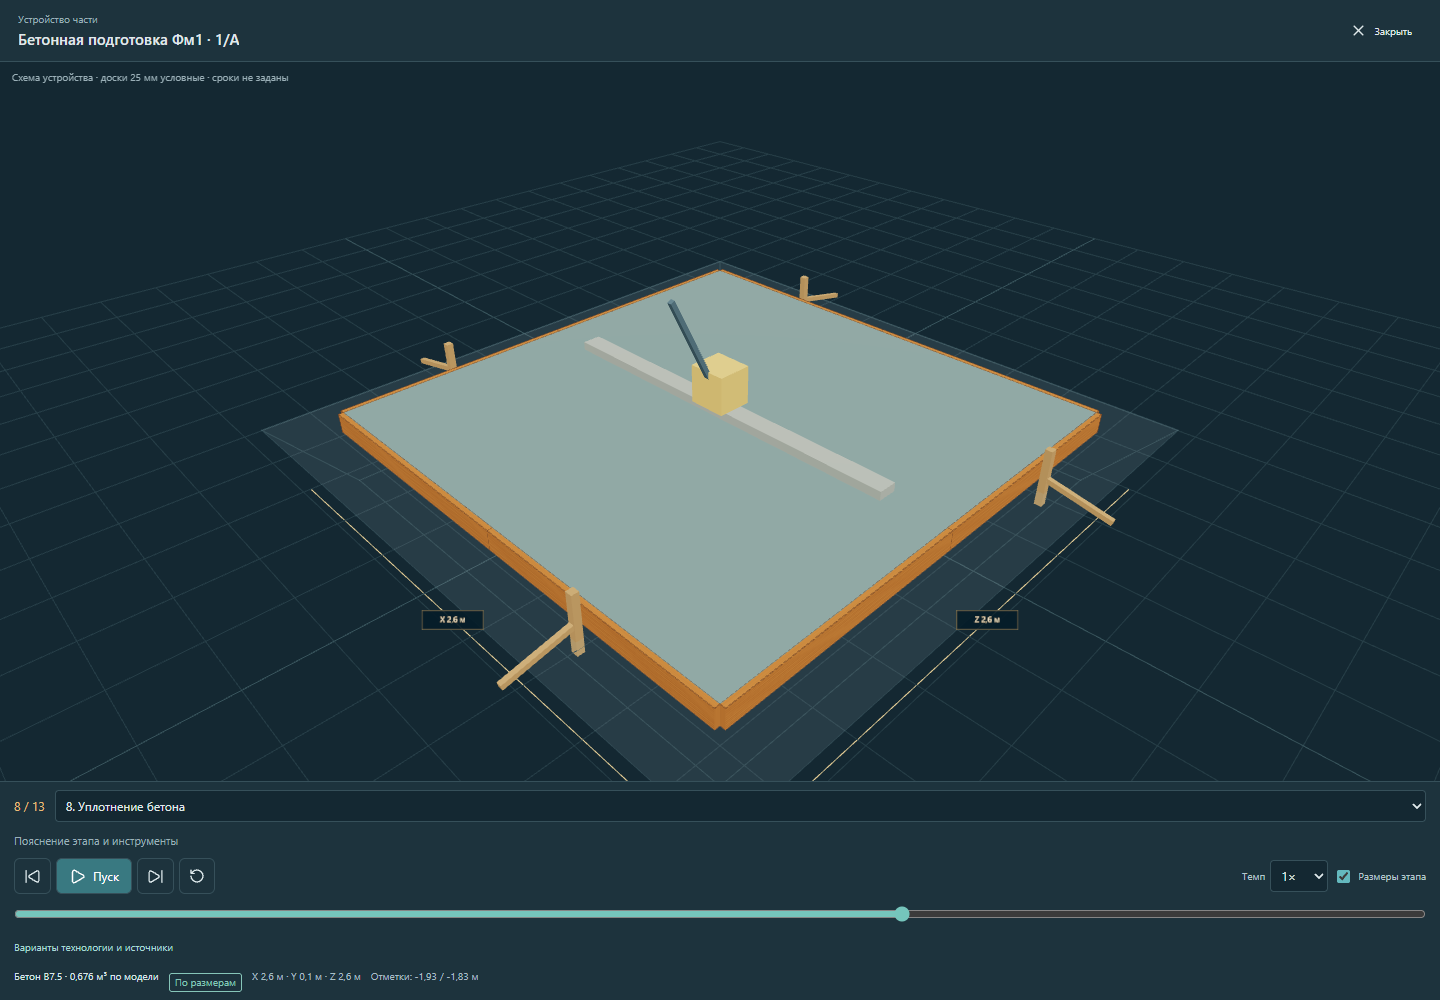 Устройство части
Бетонная подготовка Фм1 · 1/А
Закрыть
Схема устройства · доски 25 мм условные · сроки не заданы
X 2,6 м
Z 2,6 м
8 / 13
8. Уплотнение бетона
Пояснение этапа и инструменты
Пуск
Темп
1×
Размеры этапа
Варианты технологии и источники
Бетон B7.5 · 0,676 м³ по модели
По размерам
X 2,6 м · Y 0,1 м · Z 2,6 м
Отметки: -1,93 / -1,83 м